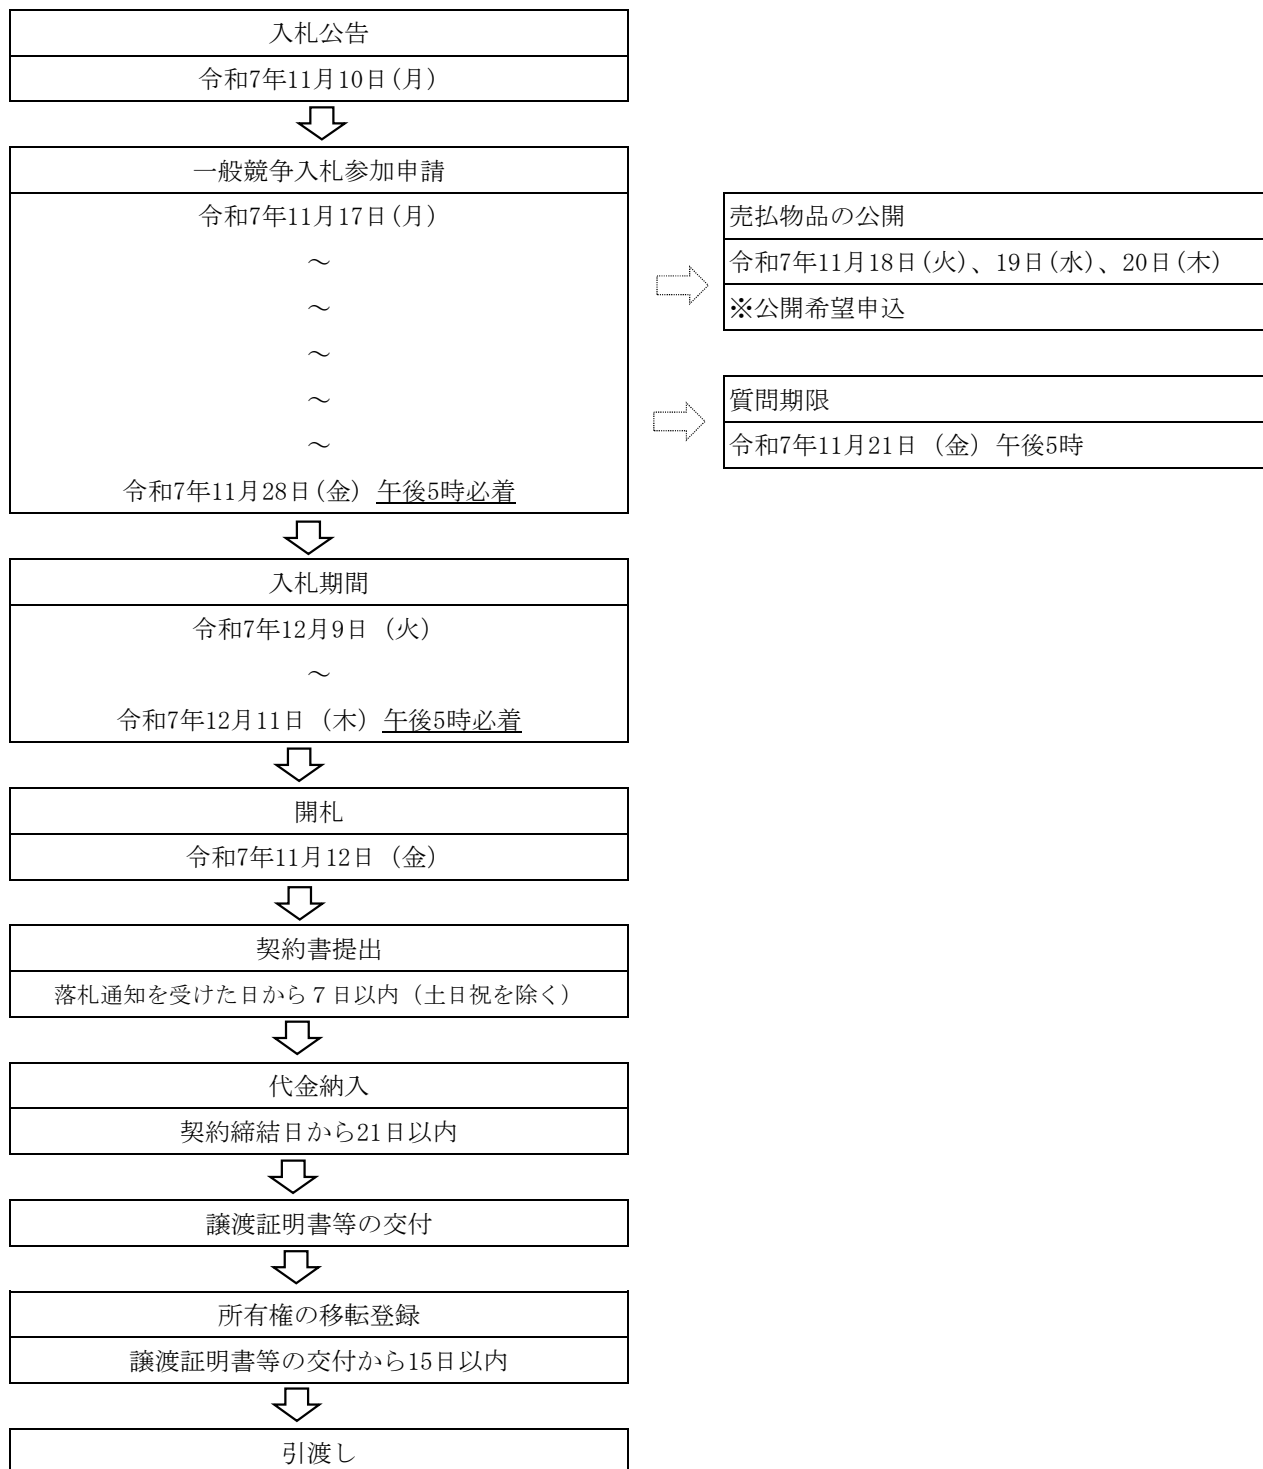 入札公告
令和7年11月10日(月)
一般競争入札参加申請
令和7年11月17日(月)
～
～
～
～
～
令和7年11月28日(金) 午後5時必着
売払物品の公開
令和7年11月18日(火)、19日(水)、20日(木)
※公開希望申込
質問期限
令和7年11月21日（金）午後5時
入札期間
令和7年12月9日（火）
～
令和7年12月11日（木）午後5時必着
開札
令和7年11月12日（金）
契約書提出
落札通知を受けた日から７日以内（土日祝を除く）
代金納入
契約締結日から21日以内
譲渡証明書等の交付
所有権の移転登録
譲渡証明書等の交付から15日以内
引渡し